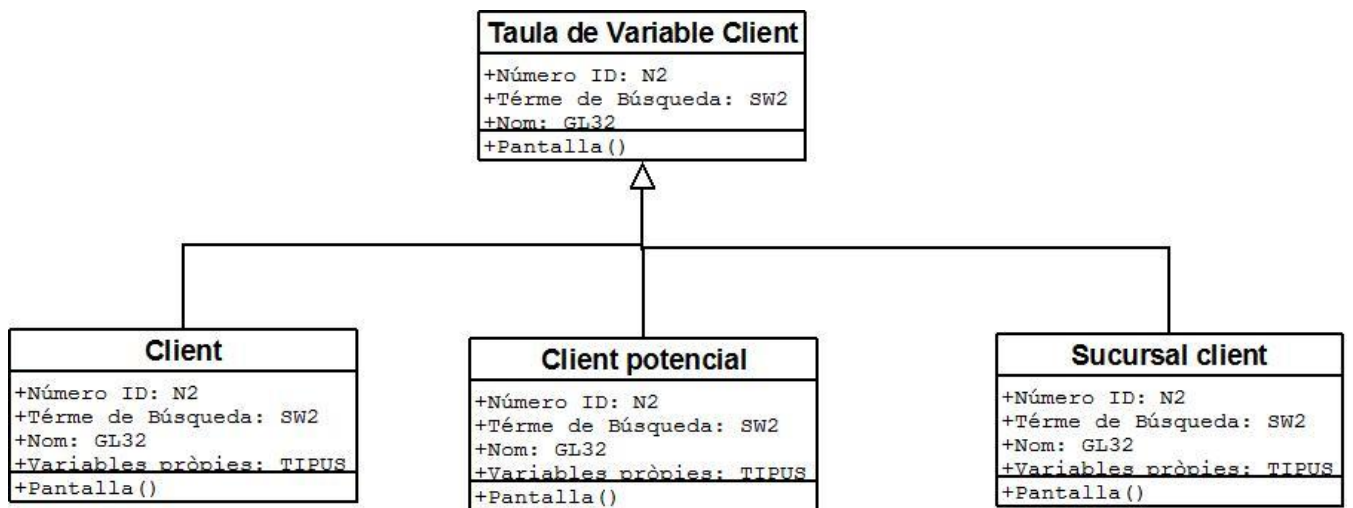 Taula de Variable Client
+Número ID: N2
+Térme de Búsqueda: SW2
+Nom: GL32
+Pantalla()
Client
+Número ID: N2
+Térme de Búsqueda: SW2
+Nom: GL32
+Variables pròpies: TIPUS
+Pantalla()
Client potencial
+Número ID: N2
+Térme de Búsqueda: SW2
+Nom: GL32
+Variables pròpies: TIPUS
+Pantalla()
Sucursal client
+Número ID: N2
+Térme de Búsqueda: SW2
+Nom: GL32
+Variables pròpies: TIPUS
+Pantalla()